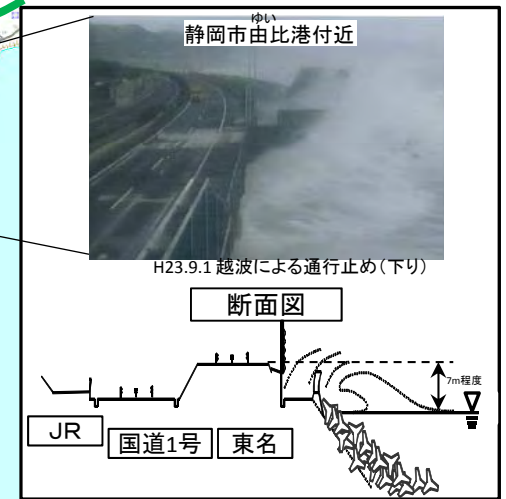 ゆい
静岡市由比港付近
H23.9.1 越波による通行止め（下り）
断面図
7m程度
JR
国道1号
東名